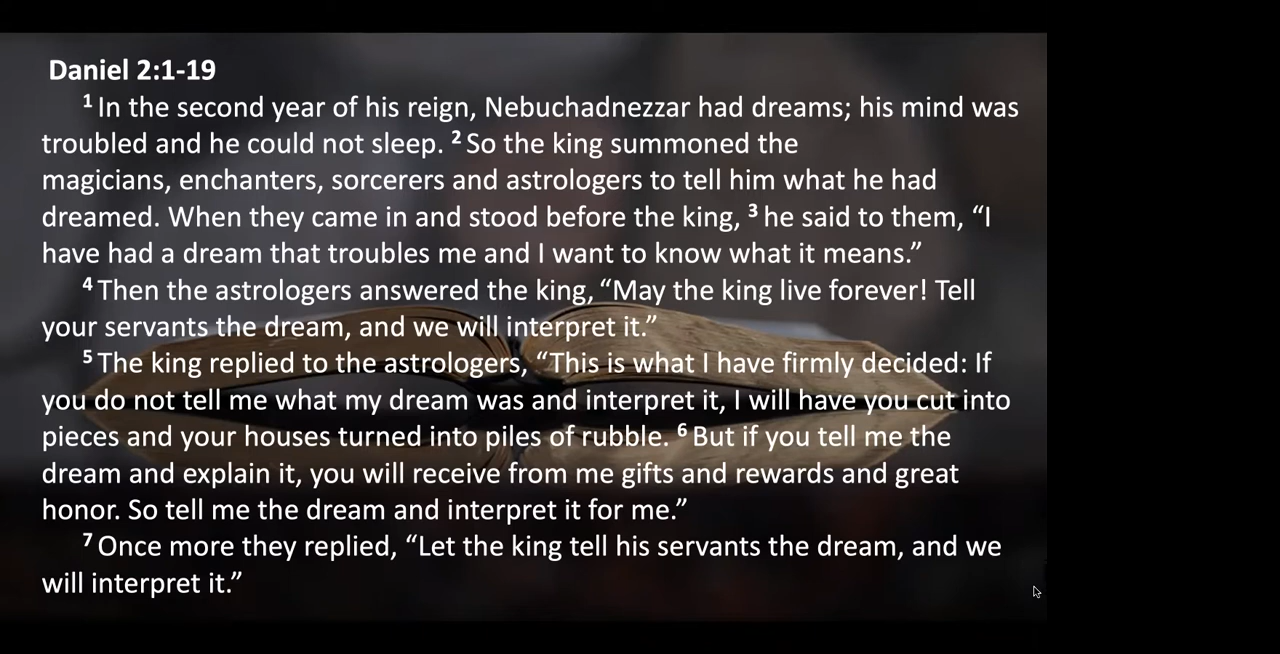 Daniel 2:1-19
1 In the second year of his reign, Nebuchadnezzar had dreams; his mind was
troubled and he could not sleep. 2 So the king summoned the
magicians, enchanters, sorcerers and astrologers to tell him what he had
dreamed. When they came in and stood before the king, 3 he said to them, “I
have had a dream that troubles me and I want to know what it means.”
4 Then the astrologers answered the king, “May the king live forever! Tell
your servants the dream, and we will interpret it.”
5 The king replied to the astrologers, “This is what I have firmly decided: If
you do not tell me what my dream was and interpret it, I will have you cut into
pieces and your houses turned into piles of rubble. 6 But if you tell me the
dream and explain it, you will receive from me gifts and rewards and great
honor. So tell me the dream and interpret it for me.”
7 Once more they replied, “Let the king tell his servants the dream, and we
will interpret it.”